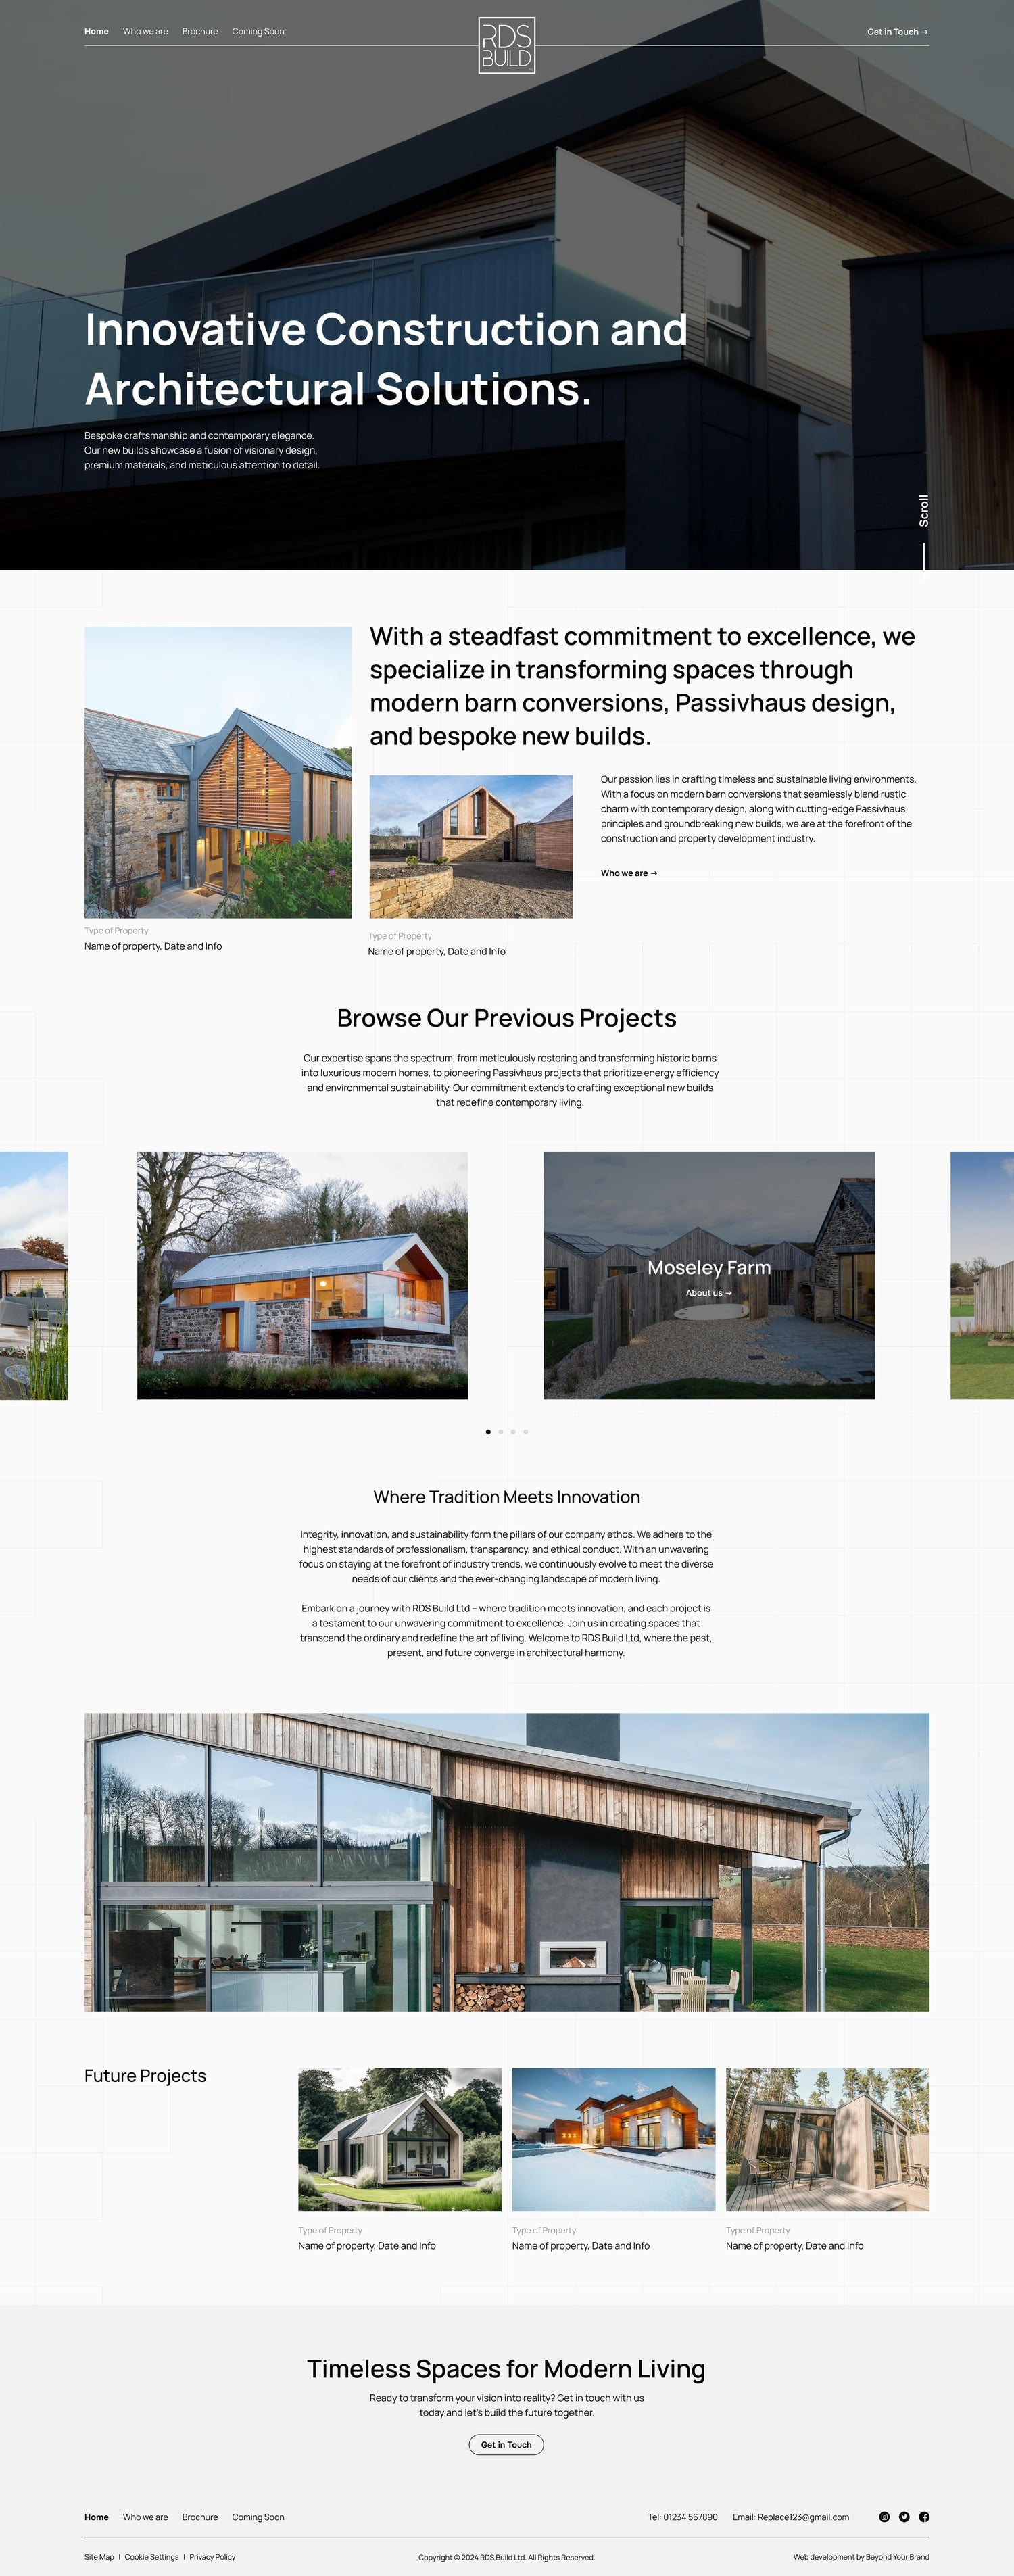 Home Who we are Brochure Coming Soon
RDS
BUILD
Get in Touch →
Innovative Construction and
Architectural Solutions.
Bespoke craftsmanship and contemporary elegance.
Our new builds showcase a fusion of visionary design,
premium materials, and meticulous attention to detail.
Scroll
With a steadfast commitment to excellence, we
specialize in transforming spaces through
modern barn conversions, Passivhaus design,
and bespoke new builds.
Our passion lies in crafting timeless and sustainable living environments.
With a focus on modern barn conversions that seamlessly blend rustic
charm with contemporary design, along with cutting-edge Passivhaus
principles and groundbreaking new builds, we are at the forefront of the
construction and property development industry.
Who we are →
Type of Property
Name of property, Date and Info
Type of Property
Name of property, Date and Info
Browse Our Previous Projects
Our expertise spans the spectrum, from meticulously restoring and transforming historic barns
into luxurious modern homes, to pioneering Passivhaus projects that prioritize energy efficiency
and environmental sustainability. Our commitment extends to crafting exceptional new builds
that redefine contemporary living.
Moseley Farm
About us →
Where Tradition Meets Innovation
Integrity, innovation, and sustainability form the pillars of our company ethos. We adhere to the
highest standards of professionalism, transparency, and ethical conduct. With an unwavering
focus on staying at the forefront of industry trends, we continuously evolve to meet the diverse
needs of our clients and the ever-changing landscape of modern living.
Embark on a journey with RDS Build Ltd – where tradition meets innovation, and each project is
a testament to our unwavering commitment to excellence. Join us in creating spaces that
transcend the ordinary and redefine the art of living. Welcome to RDS Build Ltd, where the past,
present, and future converge in architectural harmony.
Future Projects
Type of Property
Name of property, Date and Info
Type of Property
Name of property, Date and Info
Type of Property
Name of property, Date and Info
Timeless Spaces for Modern Living
Ready to transform your vision into reality? Get in touch with us
today and let's build the future together.
Get in Touch
Home Who we are Brochure Coming Soon
Tel: 01234 567890 Email: Replace123@gmail.com
Site Map | Cookie Settings | Privacy Policy
Copyright © 2024 RDS Build Ltd. All Rights Reserved.
Web development by Beyond Your Brand